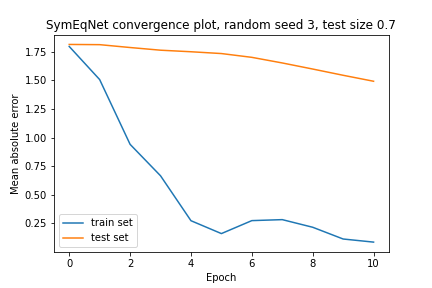 SymEqNet convergence plot, random seed 3, test size 0.7
Mean absolute error
1.75
1.50
1.25
1.00
0.75
0.50
0.25
train set
test set
0 2 4 6 8 10
Epoch